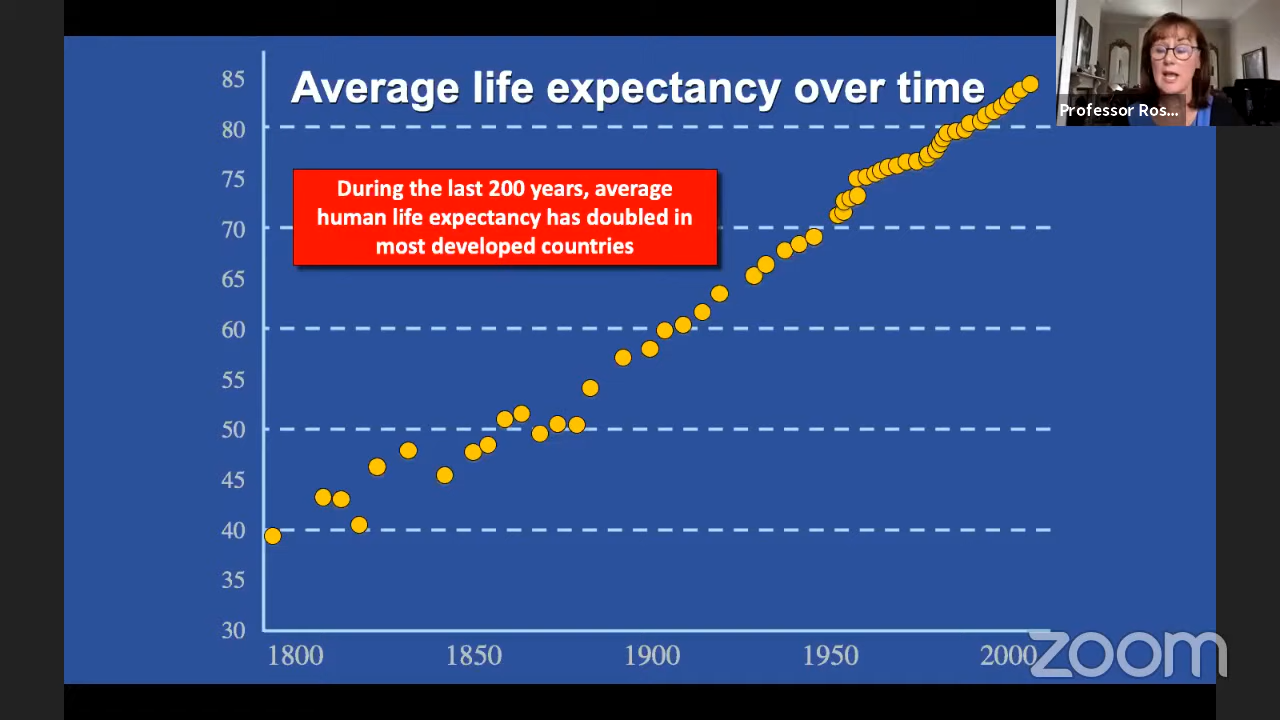 Average life expectancy over time
During the last 200 years, average
human life expectancy has doubled in
most developed countries
85
80
75
70
65
60
55
50
45
40
35
30
1800 1850 1900 1950 2000
Professor Ros...
zoom